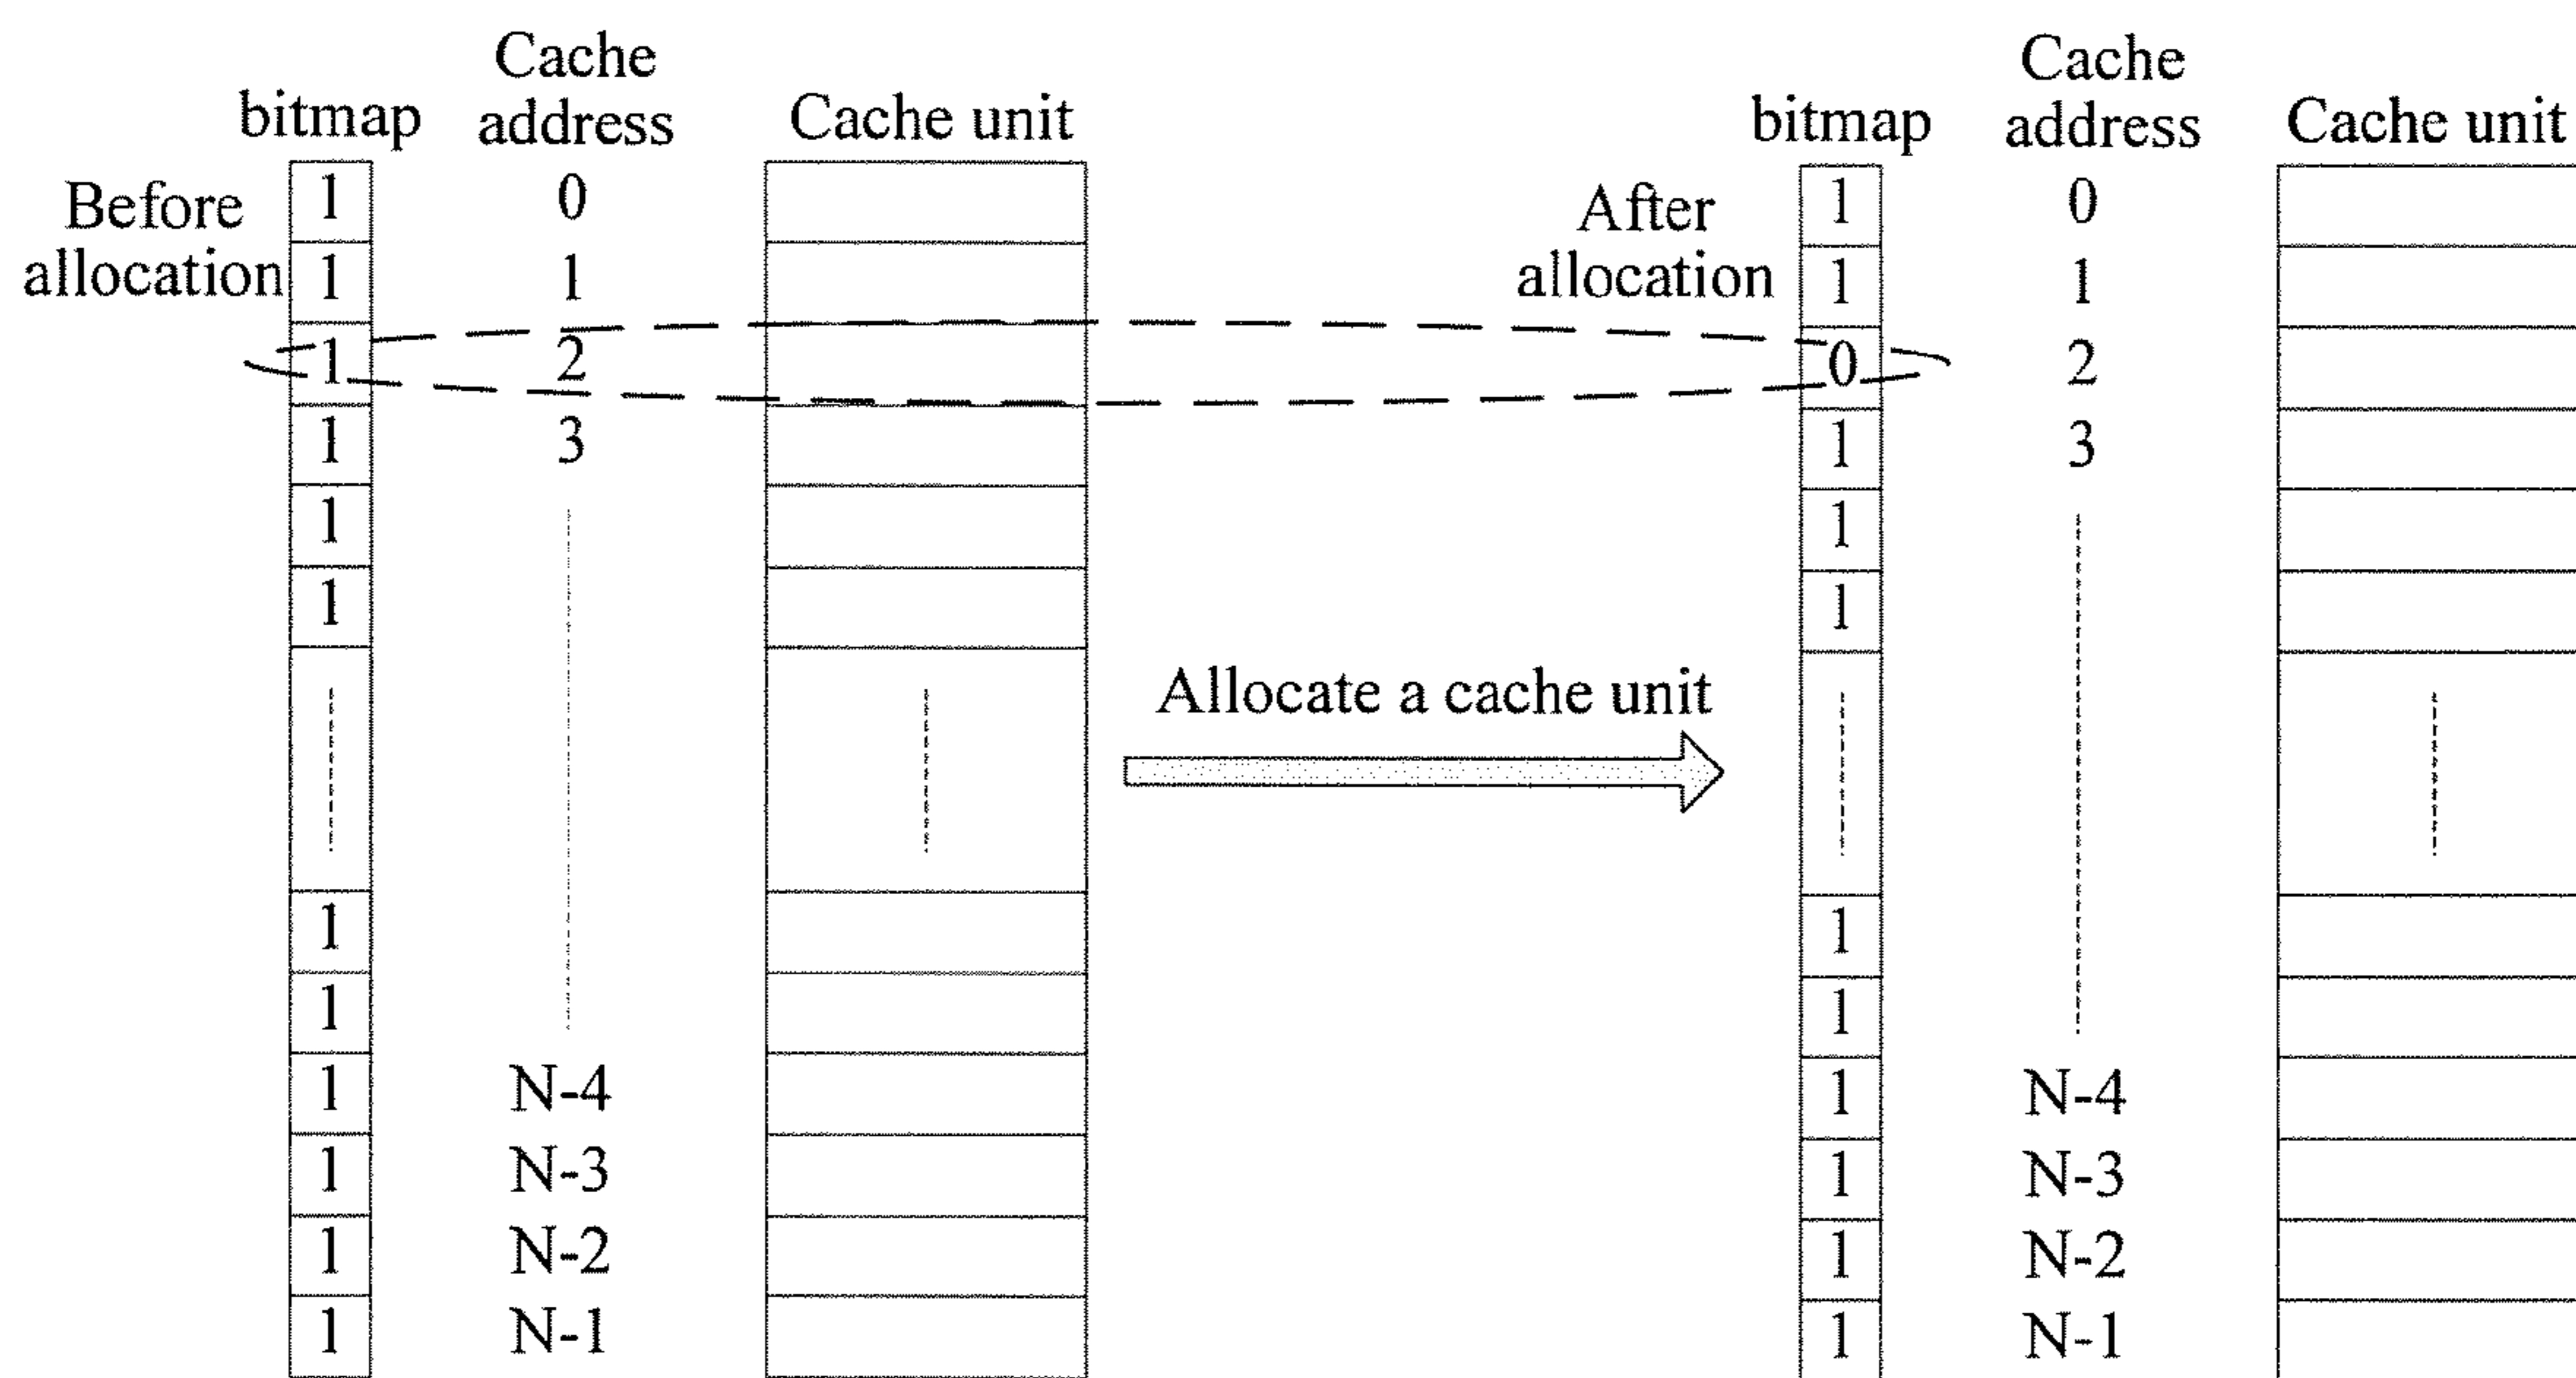 Cache
address
bitmap
Cache unit
Before
allocation
1 0
1 1
1 2
1 3
1
1
1
1
1 N-4
1 N-3
1 N-2
1 N-1
Allocate a cache unit
Cache
address
bitmap
Cache unit
After
allocation
1 0
1 1
0 2
1 3
1
1
1
1
1 N-4
1 N-3
1 N-2
1 N-1